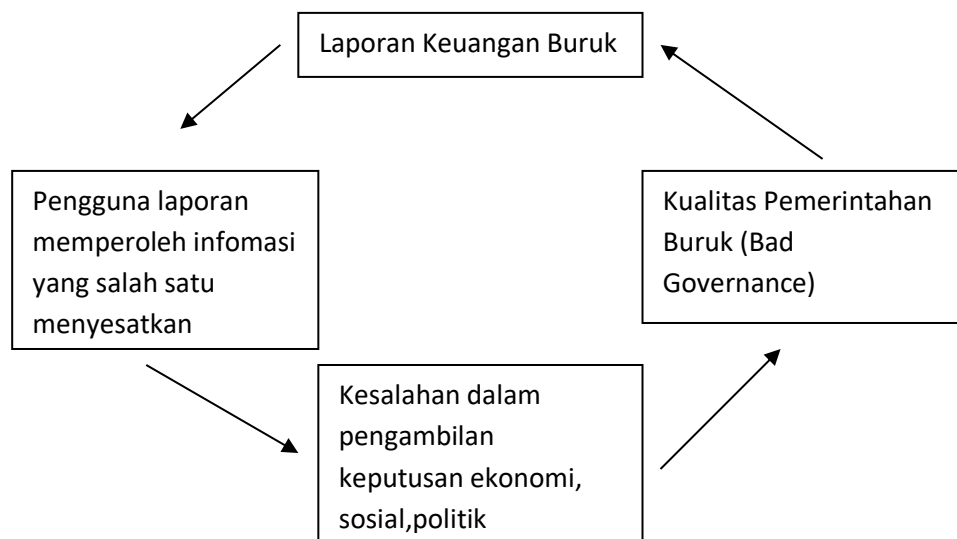 Laporan Keuangan Buruk
Pengguna laporan
memperoleh infomasi
yang salah satu
menyesatkan
Kesalahan dalam
pengambilan
keputusan ekonomi,
sosial,politik
Kualitas Pemerintahan
Buruk (Bad
Governance)